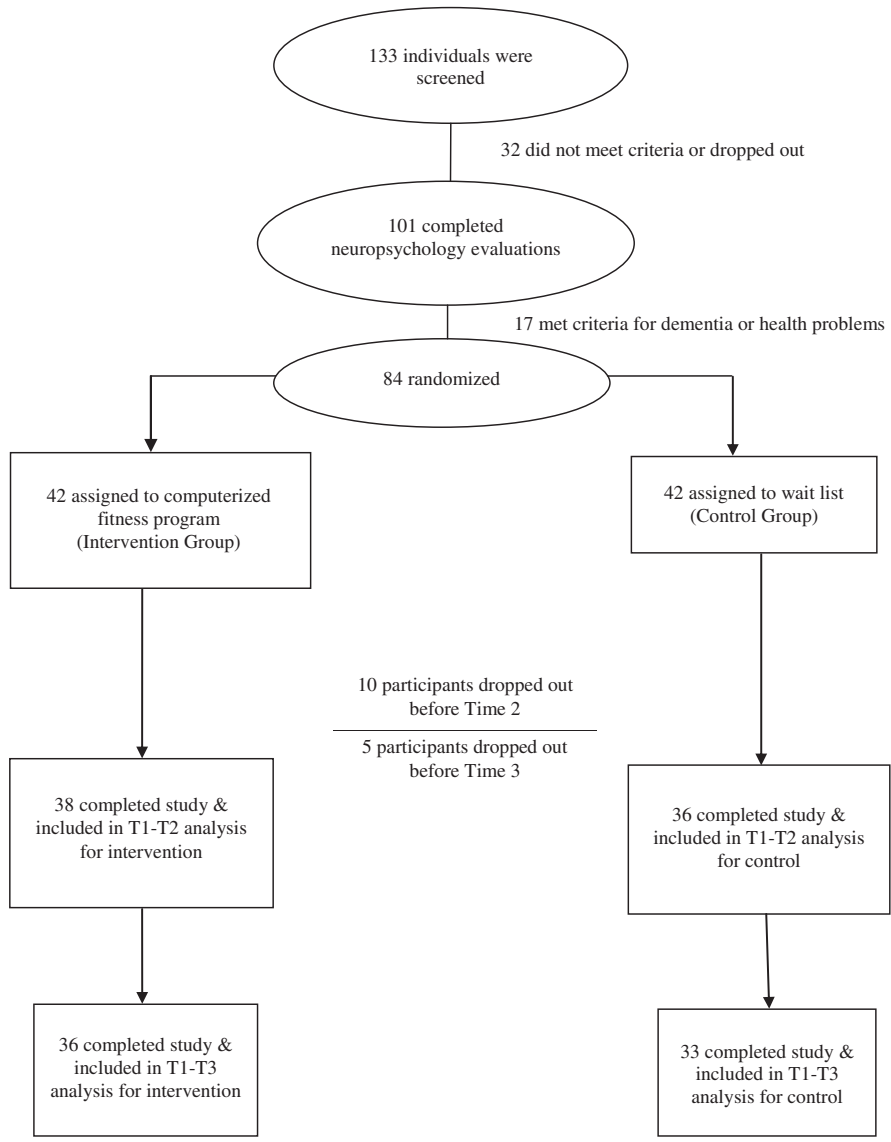 133 individuals were
screened
32 did not meet criteria or dropped out
101 completed
neuropsychology evaluations
17 met criteria for dementia or health problems
84 randomized
42 assigned to computerized
fitness program
(Intervention Group)
42 assigned to wait list
(Control Group)
10 participants dropped out
before Time 2
5 participants dropped out
before Time 3
38 completed study &
included in T1-T2 analysis
for intervention
36 completed study &
included in T1-T2 analysis
for control
36 completed study &
included in T1-T3
analysis for intervention
33 completed study &
included in T1-T3
analysis for control